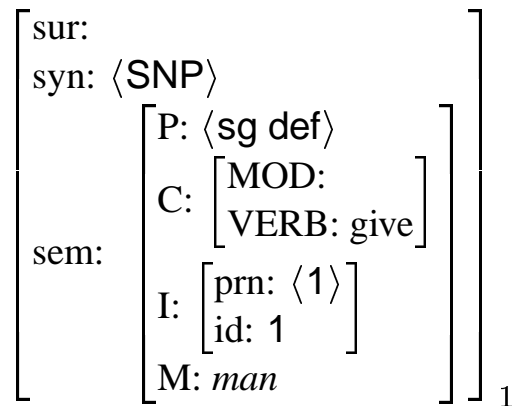 sur:
syn: ⟨SNP⟩
P: ⟨sg def⟩
C: MOD:
VERB: give
sem:
I: prn: ⟨1⟩
id: 1
M: man
1